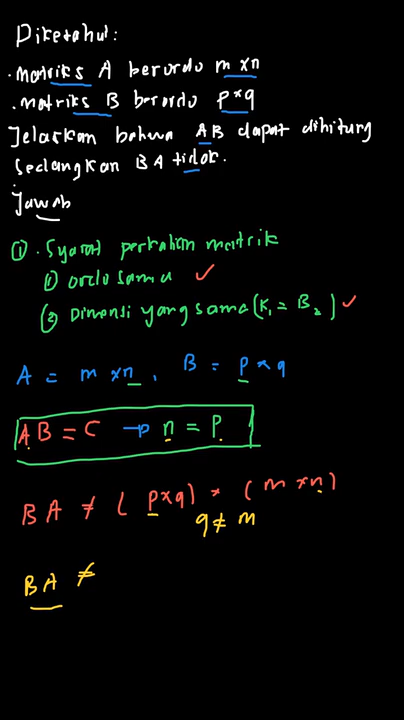 Diketahui:
. Matriks A berordo m x n
. matriks B berordo p x q
Jelaskan bahwa AB dapat dihitung
sedangkan BA tidak.
Jawab
① . Syarat perkalian matrik
① ordo sama ✓
② Dimensi yang sama (K₁ = B₂) ✓
A = m x n , B = p x q
AB = C → n = p
BA ≠ ( p x q ) × ( m x n )
q ≠ m
BA ≠